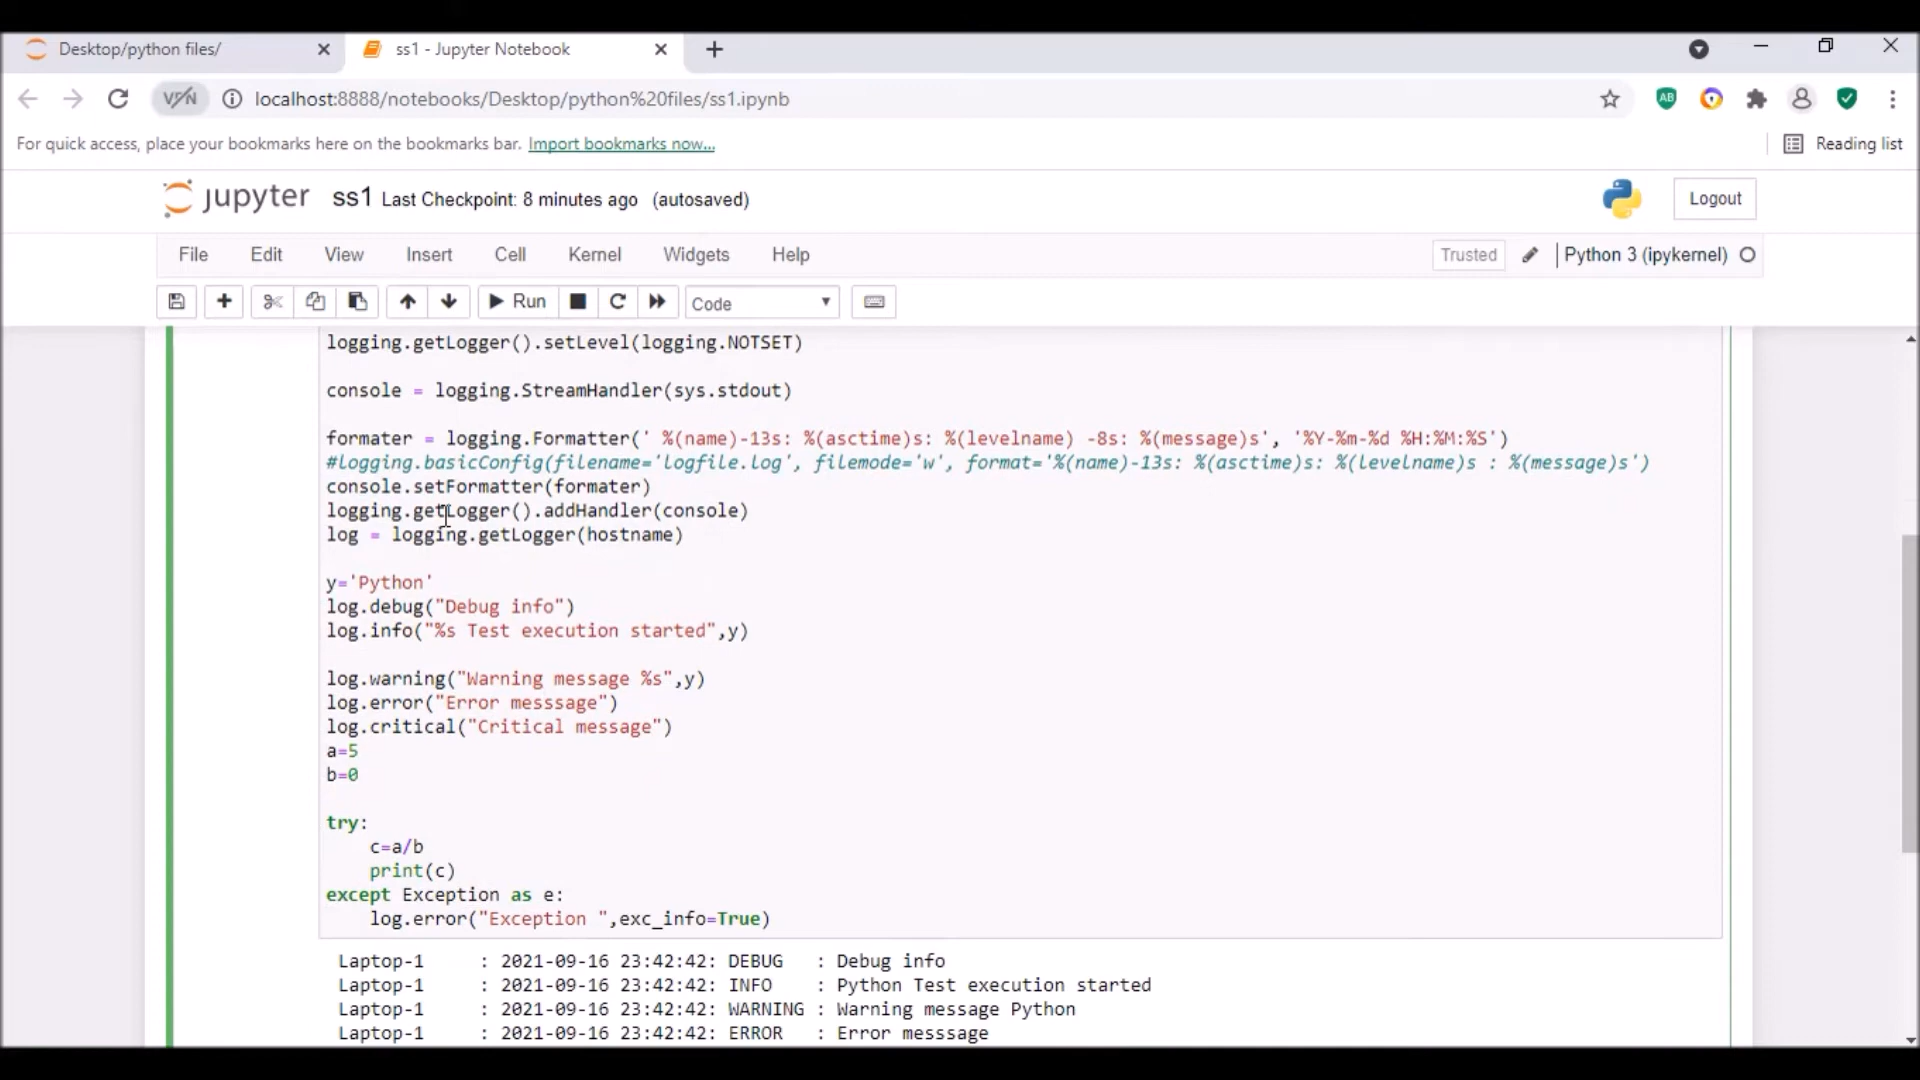 Desktop/python files/
ss1 - Jupyter Notebook
VPN
localhost:8888/notebooks/Desktop/python%20files/ss1.ipynb
AB
For quick access, place your bookmarks here on the bookmarks bar. Import bookmarks now...
Reading list
jupyter ss1 Last Checkpoint: 8 minutes ago (autosaved)
Logout
File Edit View Insert Cell Kernel Widgets Help
Trusted
Python 3 (ipykernel)
Run
Code
logging.getLogger().setLevel(logging.NOTSET)
console = logging.StreamHandler(sys.stdout)
formater = logging.Formatter(' %(name)-13s: %(asctime)s: %(levelname) -8s: %(message)s', '%Y-%m-%d %H:%M:%S')
#logging.basicConfig(filename='logfile.log', filemode='w', format='%(name)-13s: %(asctime)s: %(levelname)s : %(message)s')
console.setFormatter(formater)
logging.getLogger().addHandler(console)
log = logging.getLogger(hostname)
y='Python'
log.debug("Debug info")
log.info("%s Test execution started",y)
log.warning("Warning message %s",y)
log.error("Error messsage")
log.critical("Critical message")
a=5
b=0
try:
    c=a/b
    print(c)
except Exception as e:
    log.error("Exception ",exc_info=True)
Laptop-1     : 2021-09-16 23:42:42: DEBUG   : Debug info
Laptop-1     : 2021-09-16 23:42:42: INFO    : Python Test execution started
Laptop-1     : 2021-09-16 23:42:42: WARNING : Warning message Python
Laptop-1     : 2021-09-16 23:42:42: ERROR   : Error messsage